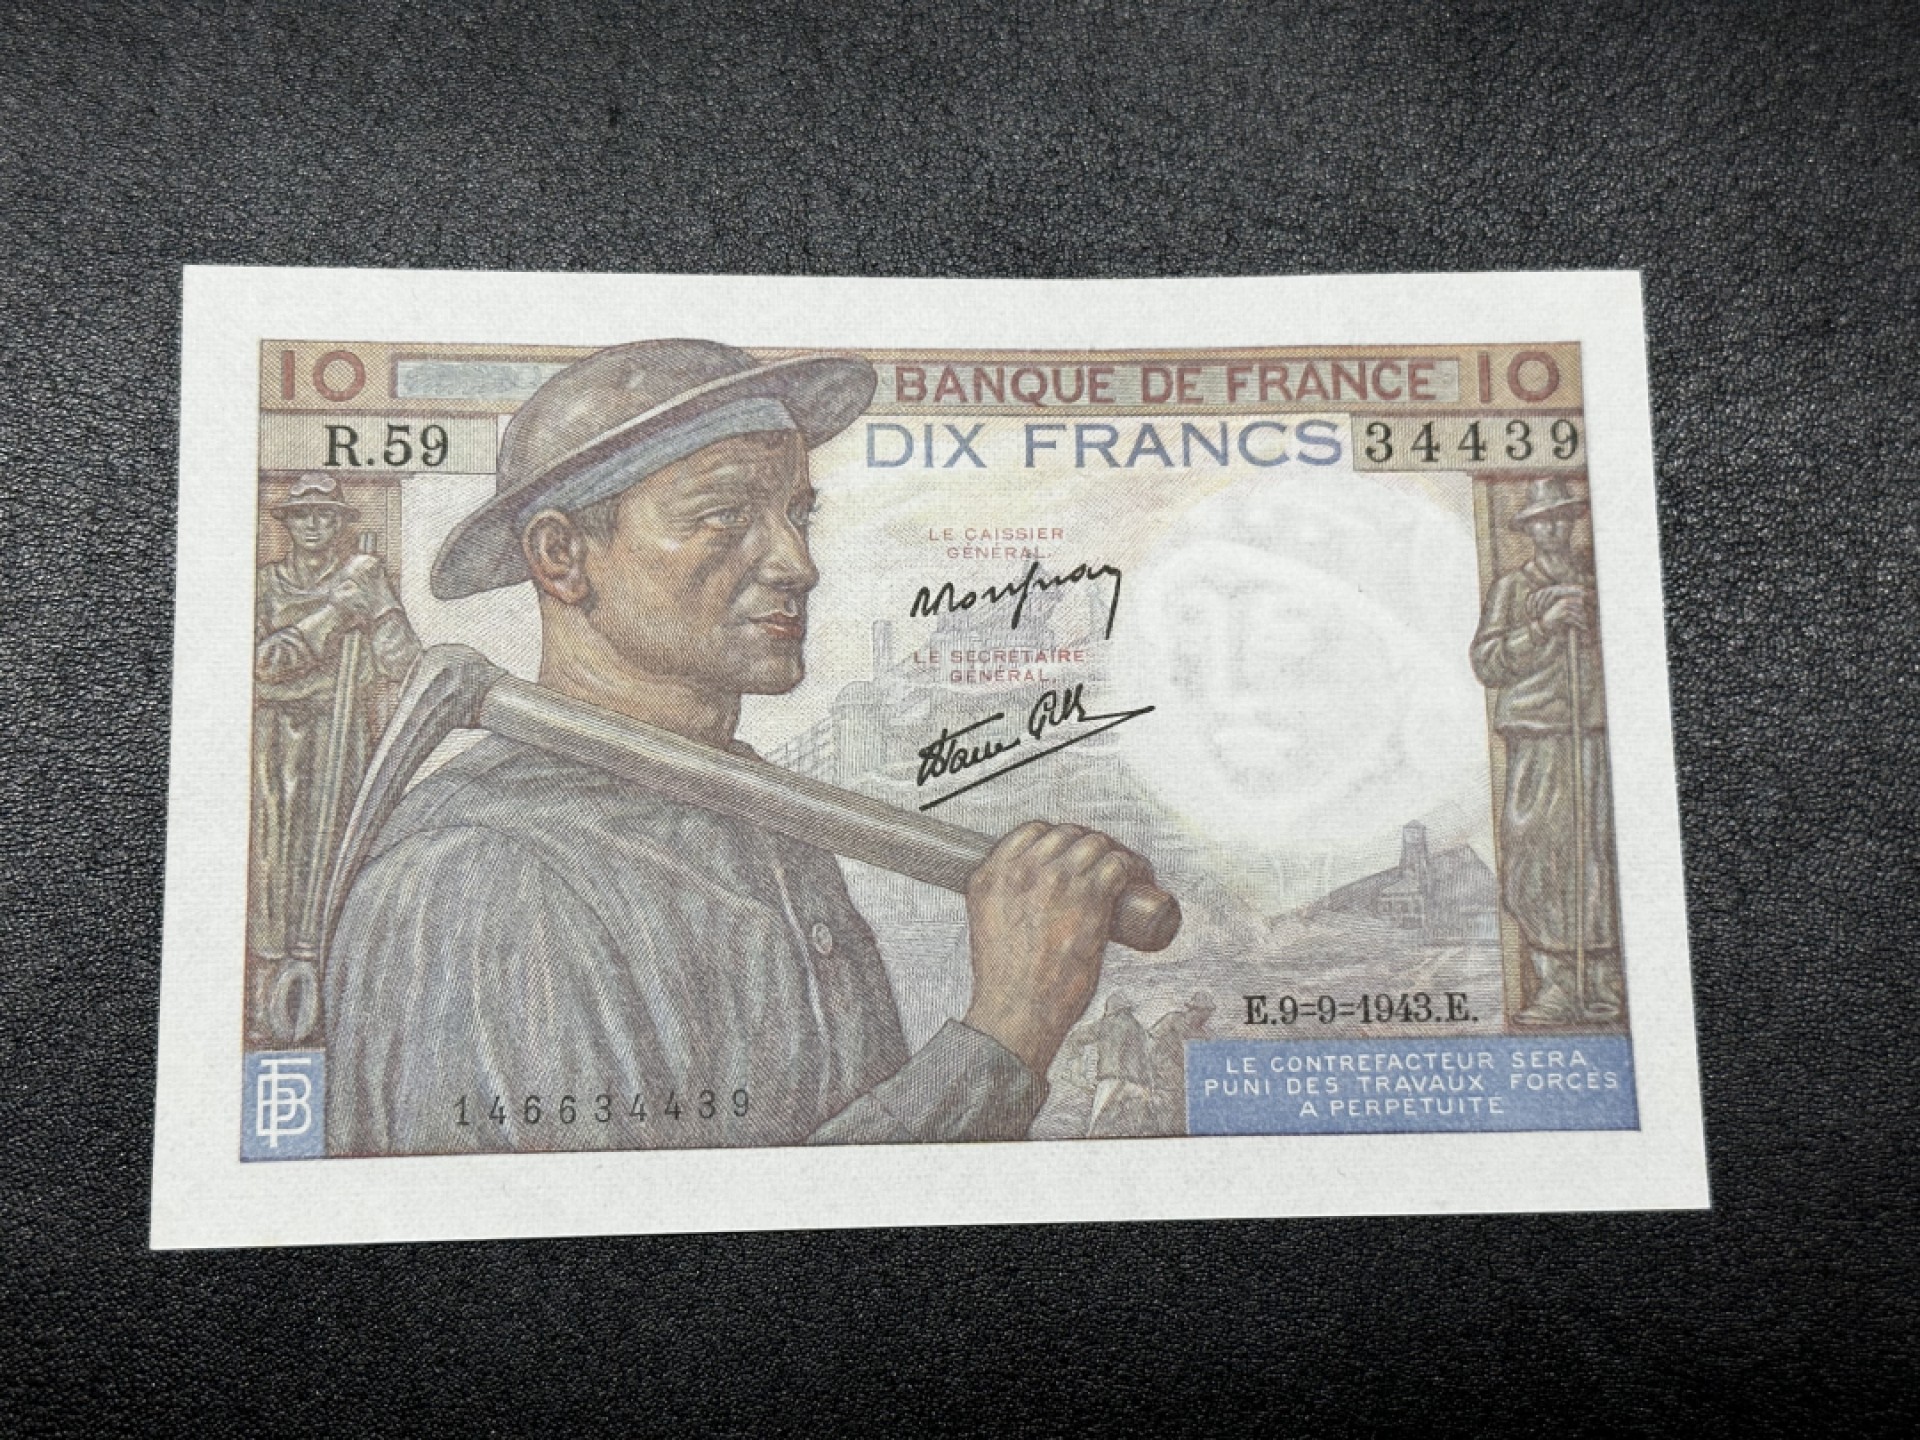 10 BANQUE DE FRANCE 10
R.59 DIX FRANCS 34439
LE CAISSIER
GÉNÉRAL.
LE SECRÉTAIRE
GÉNÉRAL.
E.9=9=1943.E.
LE CONTREFACTEUR SERA
PUNI DES TRAVAUX FORCÉS
A PERPÉTUITÉ
146634439